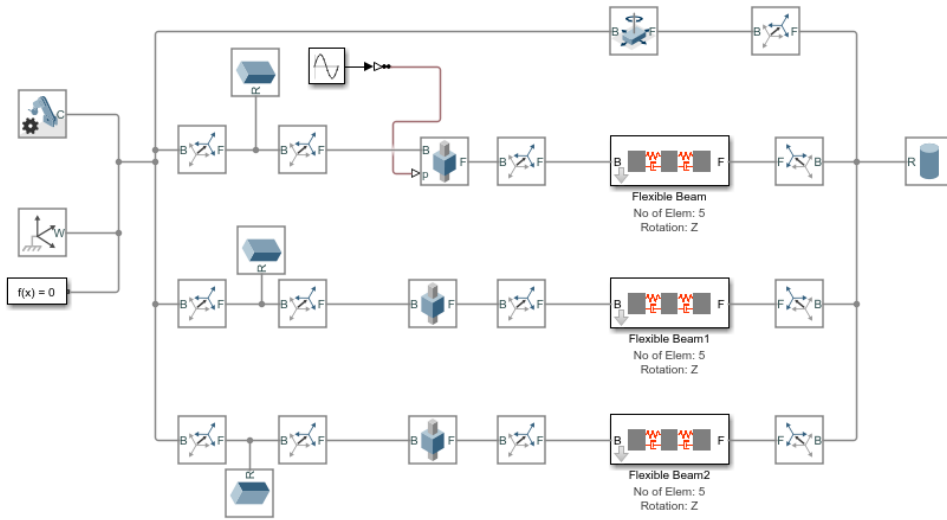 B F
B F
C
R
B F
B F
B
p
F
B F
B F
Flexible Beam
No of Elem: 5
Rotation: Z
F B
R
W
f(x) = 0
R
B F
B F
B F
B F
B F
Flexible Beam1
No of Elem: 5
Rotation: Z
F B
B F
B F
B F
B F
B F
Flexible Beam2
No of Elem: 5
Rotation: Z
F B
R